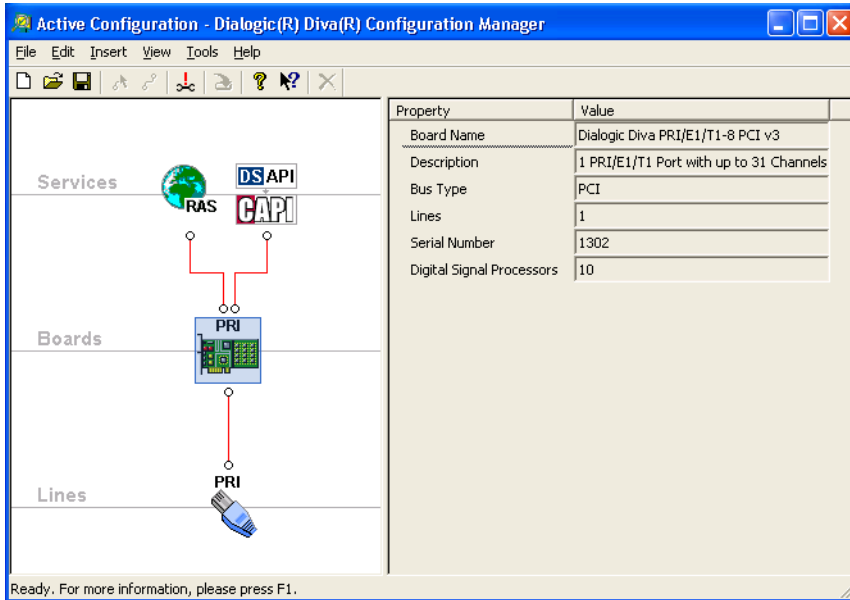 Active Configuration - Dialogic(R) Diva(R) Configuration Manager
File Edit Insert View Tools Help
Services
RAS
DS API
CAPI
PRI
Boards
PRI
Lines
Property Value
Board Name Dialogic Diva PRI/E1/T1-8 PCI v3
Description 1 PRI/E1/T1 Port with up to 31 Channels
Bus Type PCI
Lines 1
Serial Number 1302
Digital Signal Processors 10
Ready. For more information, please press F1.